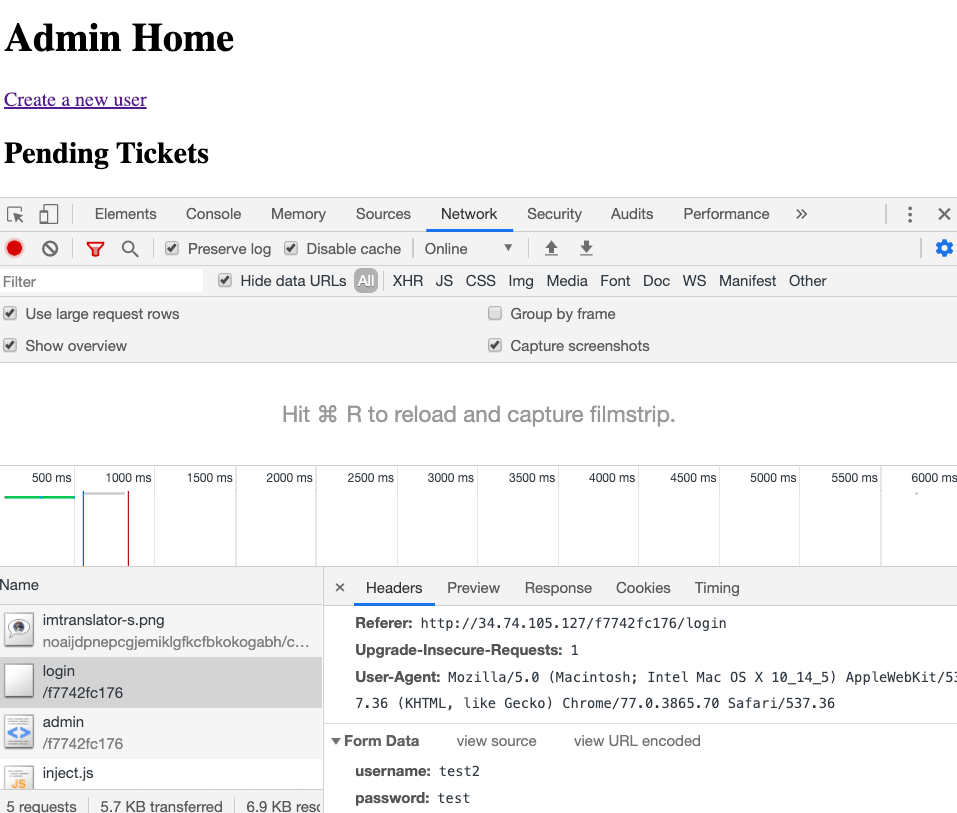 Admin Home
Create a new user
Pending Tickets
Elements Console Memory Sources Network Security Audits Performance »
Preserve log Disable cache Online ▼
Filter Hide data URLs All XHR JS CSS Img Media Font Doc WS Manifest Other
Use large request rows Group by frame
Show overview Capture screenshots
Hit ⌘ R to reload and capture filmstrip.
500 ms 1000 ms 1500 ms 2000 ms 2500 ms 3000 ms 3500 ms 4000 ms 4500 ms 5000 ms 5500 ms 6000 ms
Name
× Headers Preview Response Cookies Timing
imtranslator-s.png
noaijdpnepcgjemiklgfkcfbkokogabh/c…
login
/f7742fc176
admin
/f7742fc176
inject.js
JS
5 requests 5.7 KB transferred 6.9 KB resc
Referer: http://34.74.105.127/f7742fc176/login
Upgrade-Insecure-Requests: 1
User-Agent: Mozilla/5.0 (Macintosh; Intel Mac OS X 10_14_5) AppleWebKit/53
7.36 (KHTML, like Gecko) Chrome/77.0.3865.70 Safari/537.36
▼Form Data view source view URL encoded
username: test2
password: test